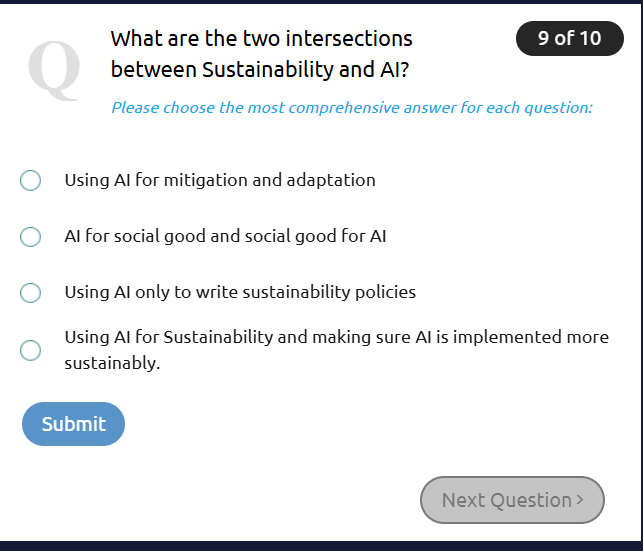 Q
What are the two intersections
between Sustainability and AI?
9 of 10
Please choose the most comprehensive answer for each question:
Using AI for mitigation and adaptation
AI for social good and social good for AI
Using AI only to write sustainability policies
Using AI for Sustainability and making sure AI is implemented more
sustainably.
Submit
Next Question >